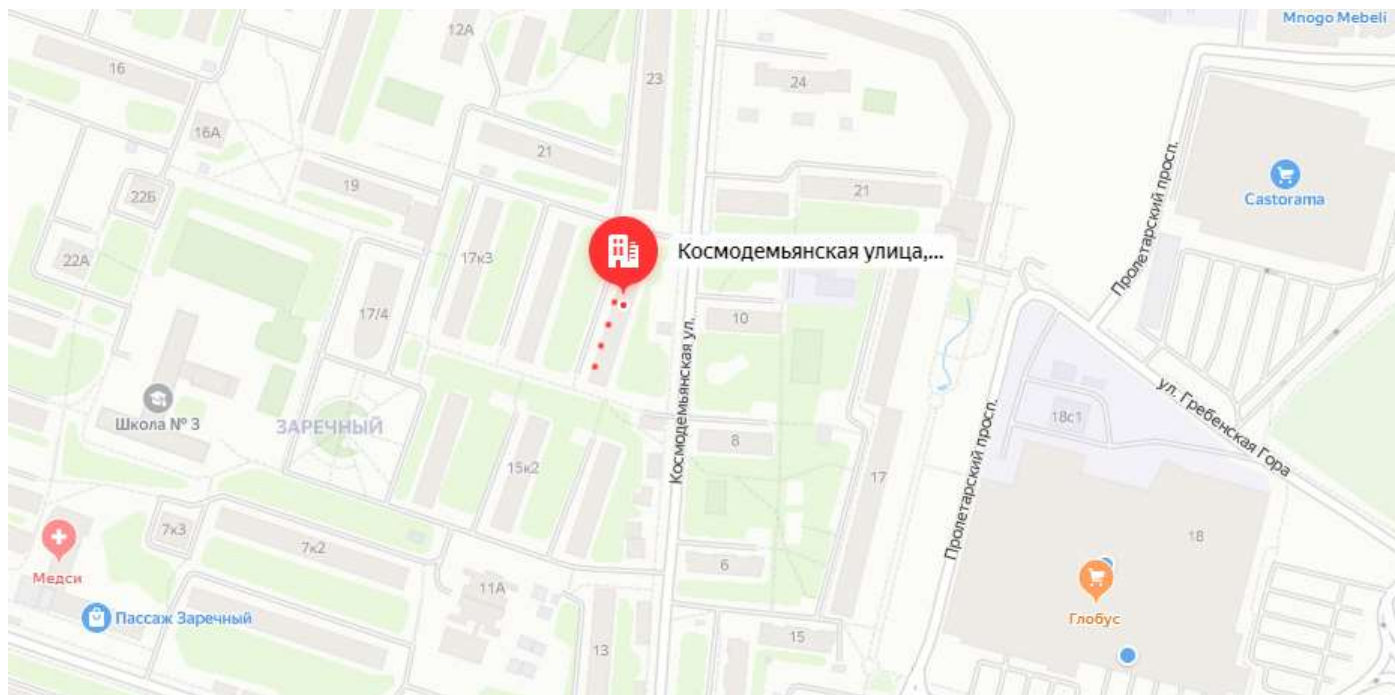 Mnogo Mebeli
12А
16
23
24
16А
21
Castorama
19
21
22Б
Пролетарский просп.
Космодемьянская улица,...
17к3
22А
17/4
10
Космодемьянская ул.
ул. Гребенская Гора
Школа № 3
ЗАРЕЧНЫЙ
18с1
8
15к2
17
Пролетарский просп.
7к3
7к2
18
6
Медси
11А
Пассаж Заречный
Глобус
15
13